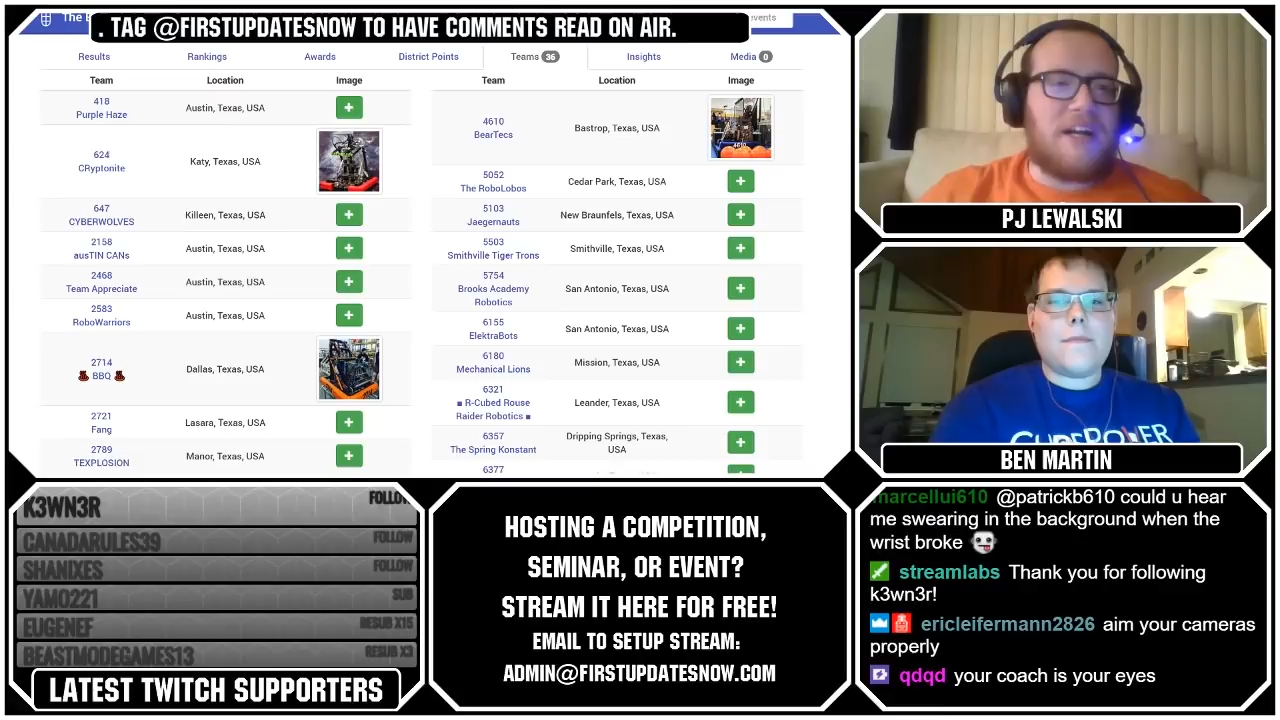 . TAG @FIRSTUPDATESNOW TO HAVE COMMENTS READ ON AIR.
Results Rankings Awards District Points Teams 36 Insights Media 0
Team Location Image
418
Purple Haze
Austin, Texas, USA
624
CRyptonite
Katy, Texas, USA
647
CYBERWOLVES
Killeen, Texas, USA
2158
ausTIN CANs
Austin, Texas, USA
2468
Team Appreciate
Austin, Texas, USA
2583
RoboWarriors
Austin, Texas, USA
2714
BBQ
Dallas, Texas, USA
2721
Fang
Lasara, Texas, USA
2789
TEXPLOSION
Manor, Texas, USA
Team Location Image
4610
BearTecs
Bastrop, Texas, USA
4610
5052
The RoboLobos
Cedar Park, Texas, USA
5103
Jaegernauts
New Braunfels, Texas, USA
5503
Smithville Tiger Trons
Smithville, Texas, USA
5754
Brooks Academy
Robotics
San Antonio, Texas, USA
6155
ElektraBots
San Antonio, Texas, USA
6180
Mechanical Lions
Mission, Texas, USA
6321
■ R-Cubed Rouse
Raider Robotics ■
Leander, Texas, USA
6357
The Spring Konstant
Dripping Springs, Texas,
USA
6377
PJ LEWALSKI
BEN MARTIN
K3WN3R FOLLOW
CANADARULES39 FOLLOW
SHANIXES FOLLOW
YAMO221 SUB
EUGENEF RESUB X15
BEASTMODEGAMES RESUB X3
LATEST TWITCH SUPPORTERS
HOSTING A COMPETITION,
SEMINAR, OR EVENT?
STREAM IT HERE FOR FREE!
EMAIL TO SETUP STREAM:
ADMIN@FIRSTUPDATESNOW.COM
marcellui610 @patrickb610 could u hear
me swearing in the background when the
wrist broke
streamlabs Thank you for following
k3wn3r!
ericleifermann2826 aim your cameras
properly
qdqd your coach is your eyes